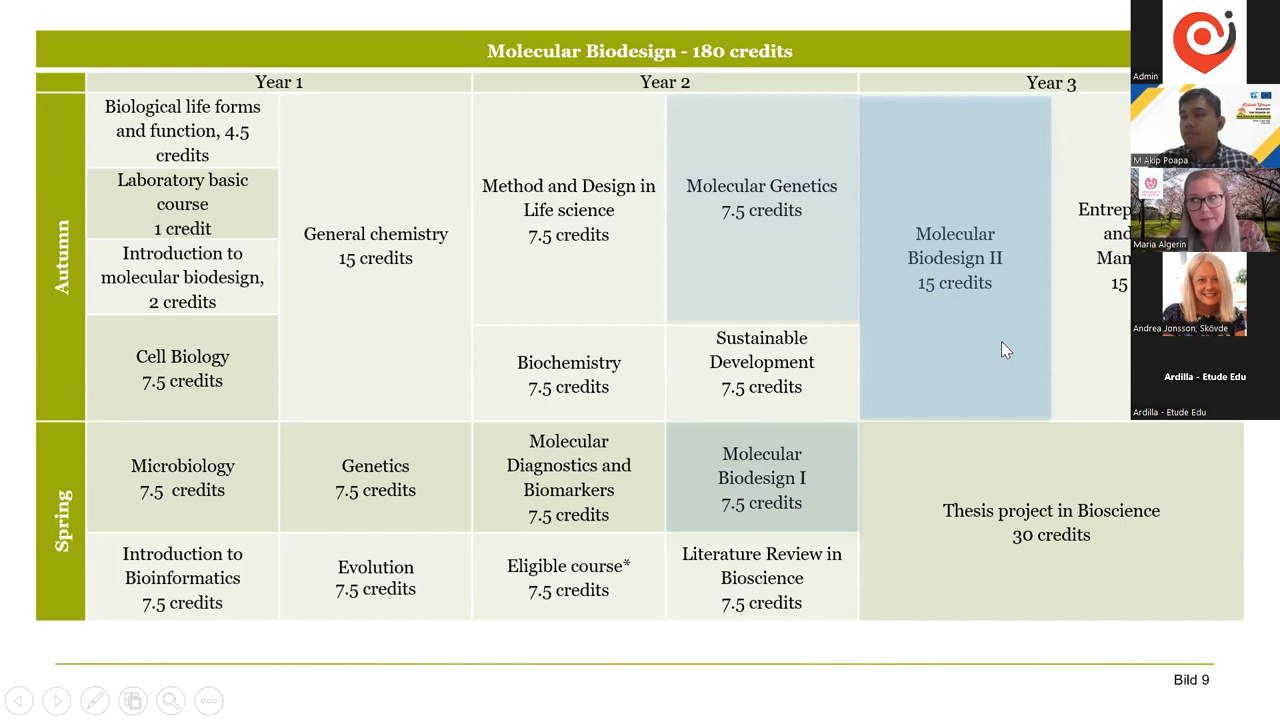 Molecular Biodesign - 180 credits
Year 1
Year 2
Year 3
Autumn
Biological life forms
and function, 4.5
credits
Laboratory basic
course
1 credit
Introduction to
molecular biodesign,
2 credits
Cell Biology
7.5 credits
General chemistry
15 credits
Method and Design in
Life science
7.5 credits
Biochemistry
7.5 credits
Molecular Genetics
7.5 credits
Sustainable
Development
7.5 credits
Molecular
Biodesign II
15 credits
Entrep
and
Man
15
Spring
Microbiology
7.5 credits
Introduction to
Bioinformatics
7.5 credits
Genetics
7.5 credits
Evolution
7.5 credits
Molecular
Diagnostics and
Biomarkers
7.5 credits
Eligible course*
7.5 credits
Molecular
Biodesign I
7.5 credits
Literature Review in
Bioscience
7.5 credits
Thesis project in Bioscience
30 credits
Bild 9
Admin
M Akip Poapa
Maria Algerin
Andrea Jonsson, Skövde
Ardilla - Etude Edu
Ardilla - Etude Edu